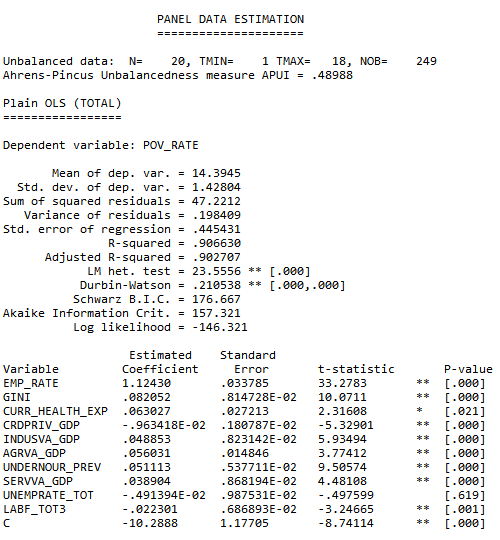 PANEL DATA ESTIMATION
=====================
Unbalanced data:  N=    20, TMIN=    1 TMAX=   18, NOB=    249
Ahrens-Pincus Unbalancedness measure APUI = .48988
Plain OLS (TOTAL)
=================
Dependent variable: POV_RATE
Mean of dep. var. = 14.3945
Std. dev. of dep. var. = 1.42804
Sum of squared residuals = 47.2212
Variance of residuals = .198409
Std. error of regression = .445431
R-squared = .906630
Adjusted R-squared = .902707
LM het. test = 23.5556 ** [.000]
Durbin-Watson = .210538 ** [.000,.000]
Schwarz B.I.C. = 176.667
Akaike Information Crit. = 157.321
Log likelihood = -146.321
Estimated    Standard
Variable    Coefficient    Error    t-statistic    P-value
EMP_RATE    1.12430    .033785    33.2783    **    [.000]
GINI    .082052    .814728E-02    10.0711    **    [.000]
CURR_HEALTH_EXP    .063027    .027213    2.31608    *    [.021]
CRDPRIV_GDP    -.963418E-02    .180787E-02    -5.32901    **    [.000]
INDUSVA_GDP    .048853    .823142E-02    5.93494    **    [.000]
AGRVA_GDP    .056031    .014846    3.77412    **    [.000]
UNDERNOUR_PREV    .051113    .537711E-02    9.50574    **    [.000]
SERVVA_GDP    .038904    .868194E-02    4.48108    **    [.000]
UNEMPRATE_TOT    -.491394E-02    .987531E-02    -.497599    [.619]
LABF_TOT3    -.022301    .686893E-02    -3.24665    **    [.001]
C    -10.2888    1.17705    -8.74114    **    [.000]